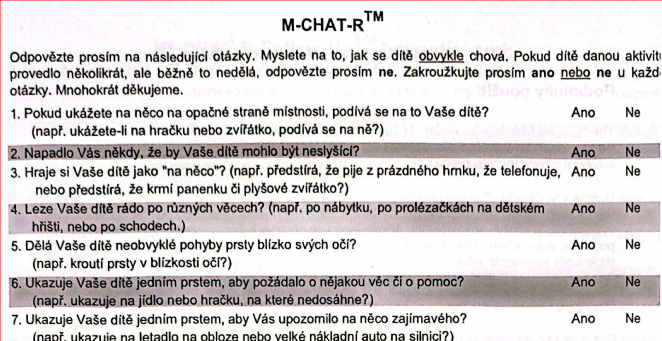 M-CHAT-R™
Odpovězte prosím na následující otázky. Myslete na to, jak se dítě obvykle chová. Pokud dítě danou aktivitu
provedlo několikrát, ale běžně to nedělá, odpovězte prosím ne. Zakroužkujte prosím ano nebo ne u každé
otázky. Mnohokrát děkujeme.
1. Pokud ukážete na něco na opačné straně místnosti, podívá se na to Vaše dítě? Ano Ne
(např. ukážete-li na hračku nebo zvířátko, podívá se na ně?)
2. Napadlo Vás někdy, že by Vaše dítě mohlo být neslyšící? Ano Ne
3. Hraje si Vaše dítě jako "na něco"? (např. předstírá, že pije z prázdného hrnku, že telefonuje, Ano Ne
nebo předstírá, že krmí panenku či plyšové zvířátko?)
4. Leze Vaše dítě rádo po různých věcech? (např. po nábytku, po prolézačkách na dětském Ano Ne
hřišti, nebo po schodech.)
5. Dělá Vaše dítě neobvyklé pohyby prsty blízko svých očí? Ano Ne
(např. kroutí prsty v blízkosti očí?)
6. Ukazuje Vaše dítě jedním prstem, aby požádalo o nějakou věc či o pomoc? Ano Ne
(např. ukazuje na jídlo nebo hračku, na které nedosáhne?)
7. Ukazuje Vaše dítě jedním prstem, aby Vás upozornilo na něco zajímavého? Ano Ne
(např. ukazuje na letadlo na obloze nebo velké nákladní auto na silnici?)